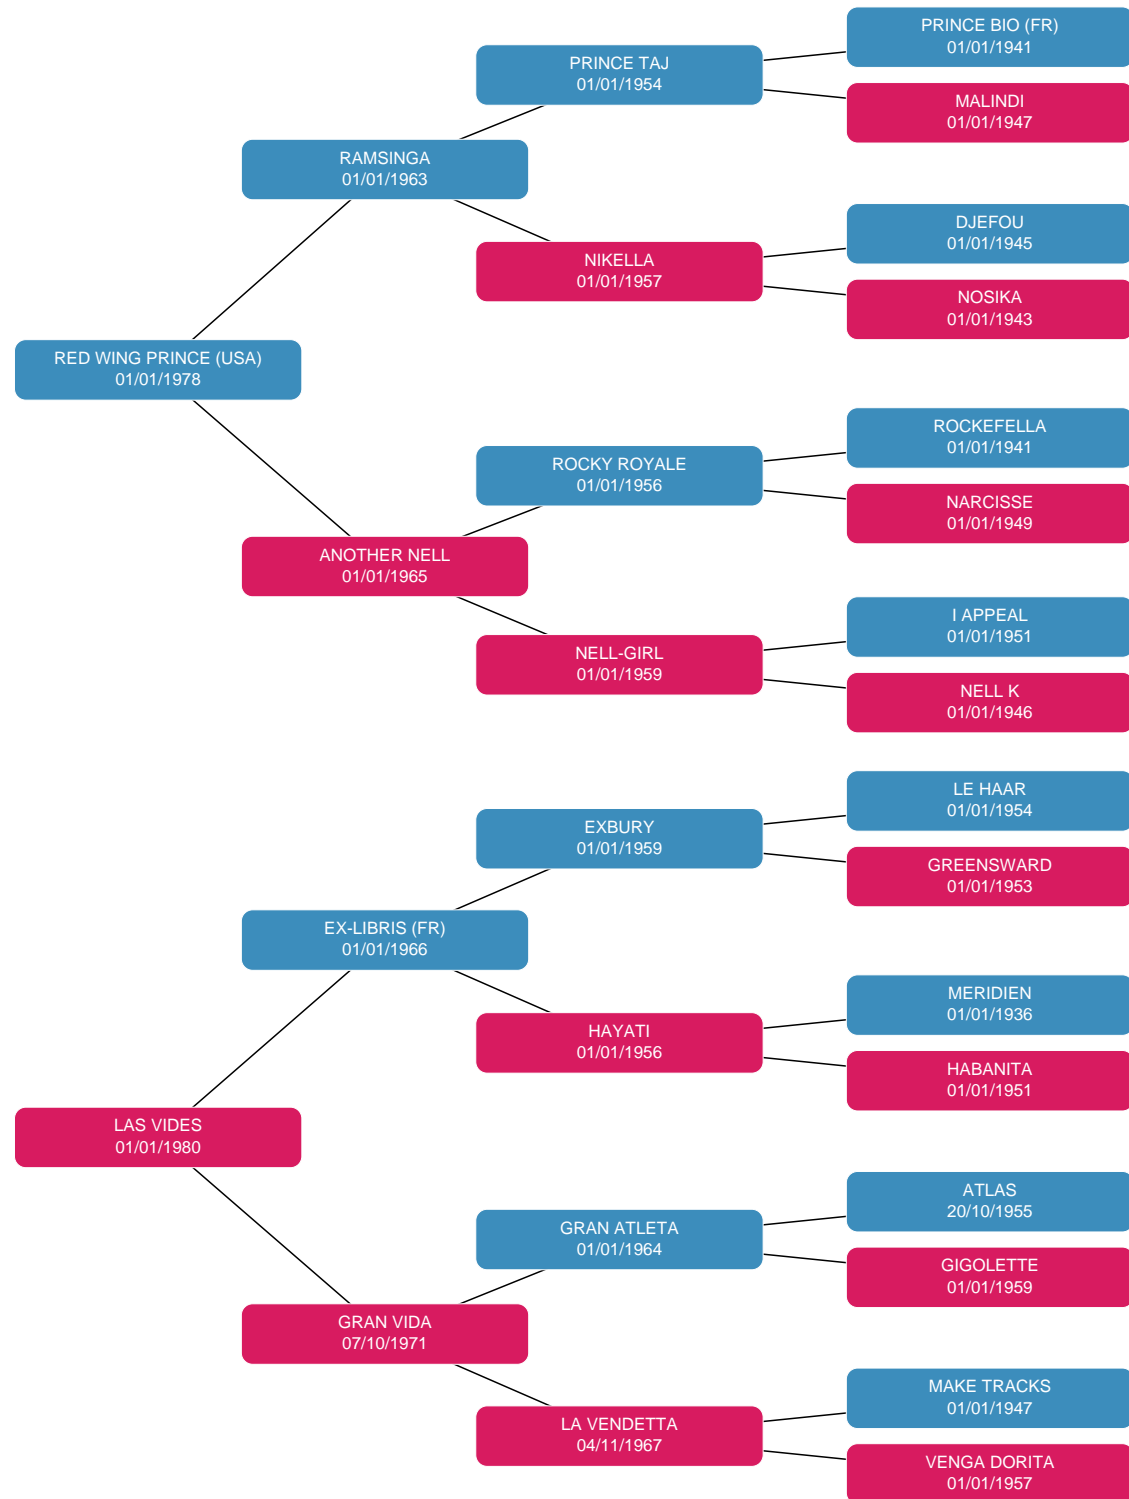 PRINCE BIO (FR)
01/01/1941
PRINCE TAJ
01/01/1954
MALINDI
01/01/1947
RAMSINGA
01/01/1963
DJEFOU
01/01/1945
NIKELLA
01/01/1957
NOSIKA
01/01/1943
RED WING PRINCE (USA)
01/01/1978
ROCKEFELLA
01/01/1941
ROCKY ROYALE
01/01/1956
NARCISSE
01/01/1949
ANOTHER NELL
01/01/1965
I APPEAL
01/01/1951
NELL-GIRL
01/01/1959
NELL K
01/01/1946
LE HAAR
01/01/1954
EXBURY
01/01/1959
GREENSWARD
01/01/1953
EX-LIBRIS (FR)
01/01/1966
MERIDIEN
01/01/1936
HAYATI
01/01/1956
HABANITA
01/01/1951
LAS VIDES
01/01/1980
ATLAS
20/10/1955
GRAN ATLETA
01/01/1964
GIGOLETTE
01/01/1959
GRAN VIDA
07/10/1971
MAKE TRACKS
01/01/1947
LA VENDETTA
04/11/1967
VENGA DORITA
01/01/1957